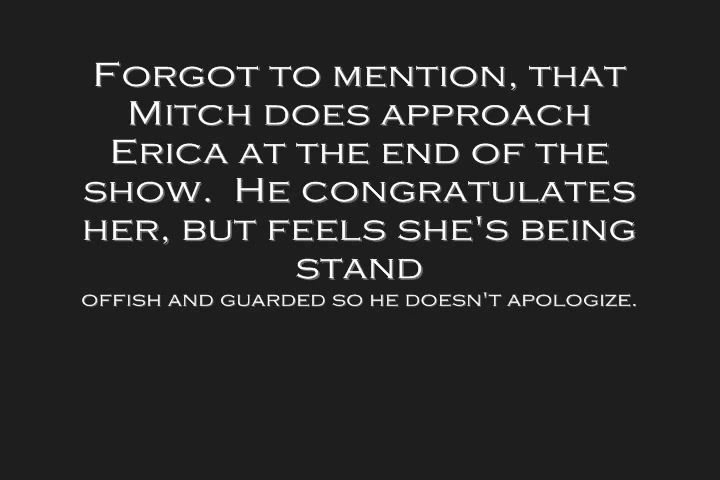 Forgot to mention, that
Mitch does approach
Erica at the end of the
show.  He congratulates
her, but feels she's being
stand
offish and guarded so he doesn't apologize.